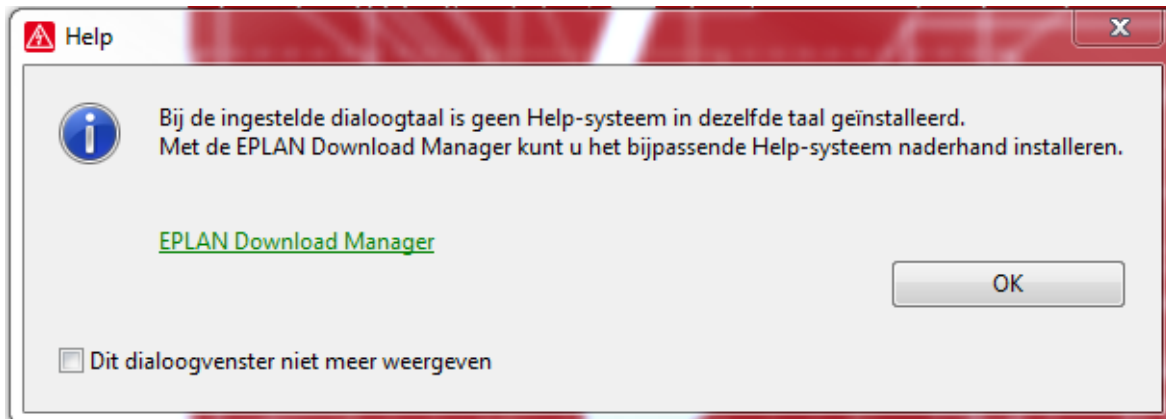 Help
Bij de ingestelde dialoogtaal is geen Help-systeem in dezelfde taal geïnstalleerd.
Met de EPLAN Download Manager kunt u het bijpassende Help-systeem naderhand installeren.
EPLAN Download Manager
OK
Dit dialoogvenster niet meer weergeven